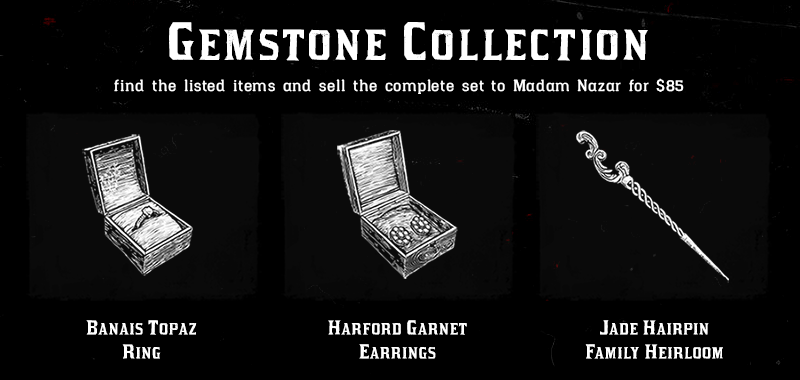 Gemstone Collection
find the listed items and sell the complete set to Madam Nazar for $85
Banais Topaz
Ring
Harford Garnet
Earrings
Jade Hairpin
Family Heirloom